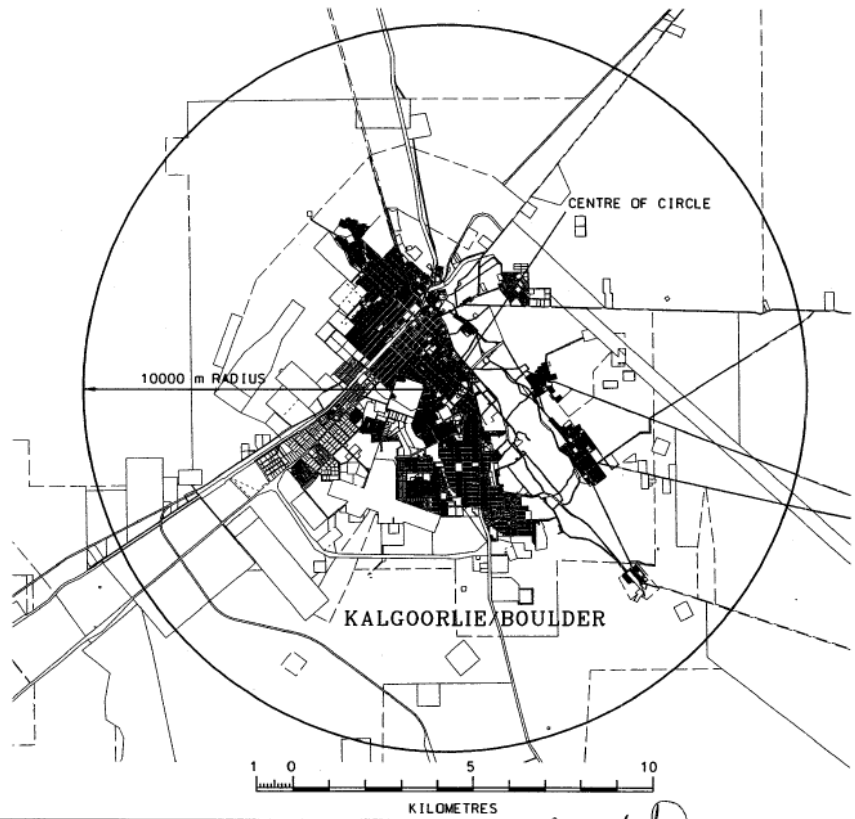 CENTRE OF CIRCLE
10000 m RADIUS
KALGOORLIE/BOULDER
1 0 5 10
KILOMETRES